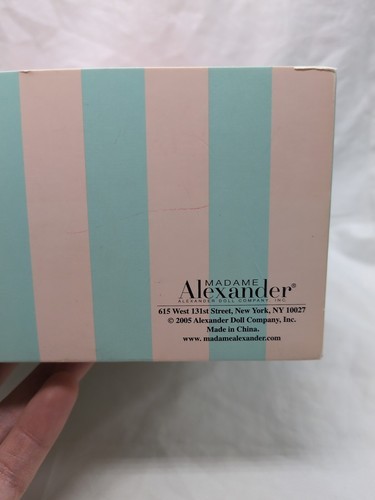 MADAME
Alexander®
ALEXANDER DOLL COMPANY, INC.
615 West 131st Street, New York, NY 10027
© 2005 Alexander Doll Company, Inc.
Made in China.
www.madamealexander.com